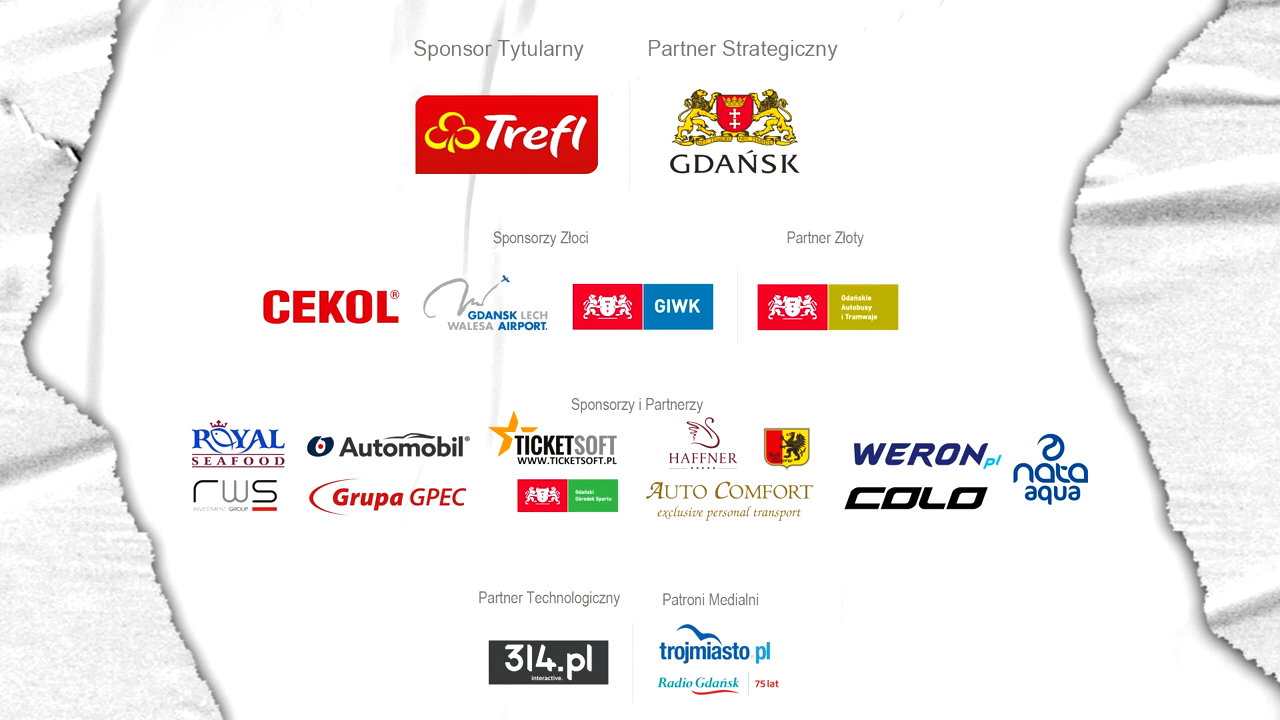 Sponsor Tytularny
Partner Strategiczny
Trefl
GDAŃSK
Sponsorzy Złoci
Partner Złoty
CEKOL®
GDANSK LECH
WALESA AIRPORT.
GIWK
Gdańskie
Autobusy
i Tramwaje
Sponsorzy i Partnerzy
ROYAL
SEAFOOD
Automobil®
TICKETSOFT
WWW.TICKETSOFT.PL
HAFFNER
WERON.pl
nata
aqua
rws
INVESTMENT GROUP
Grupa GPEC
Gdański
Ośrodek Sportu
AUTO COMFORT
exclusive personal transport
COLO
Partner Technologiczny
Patroni Medialni
314.pl
interactive.
trojmiasto.pl
Radio Gdańsk
75 lat